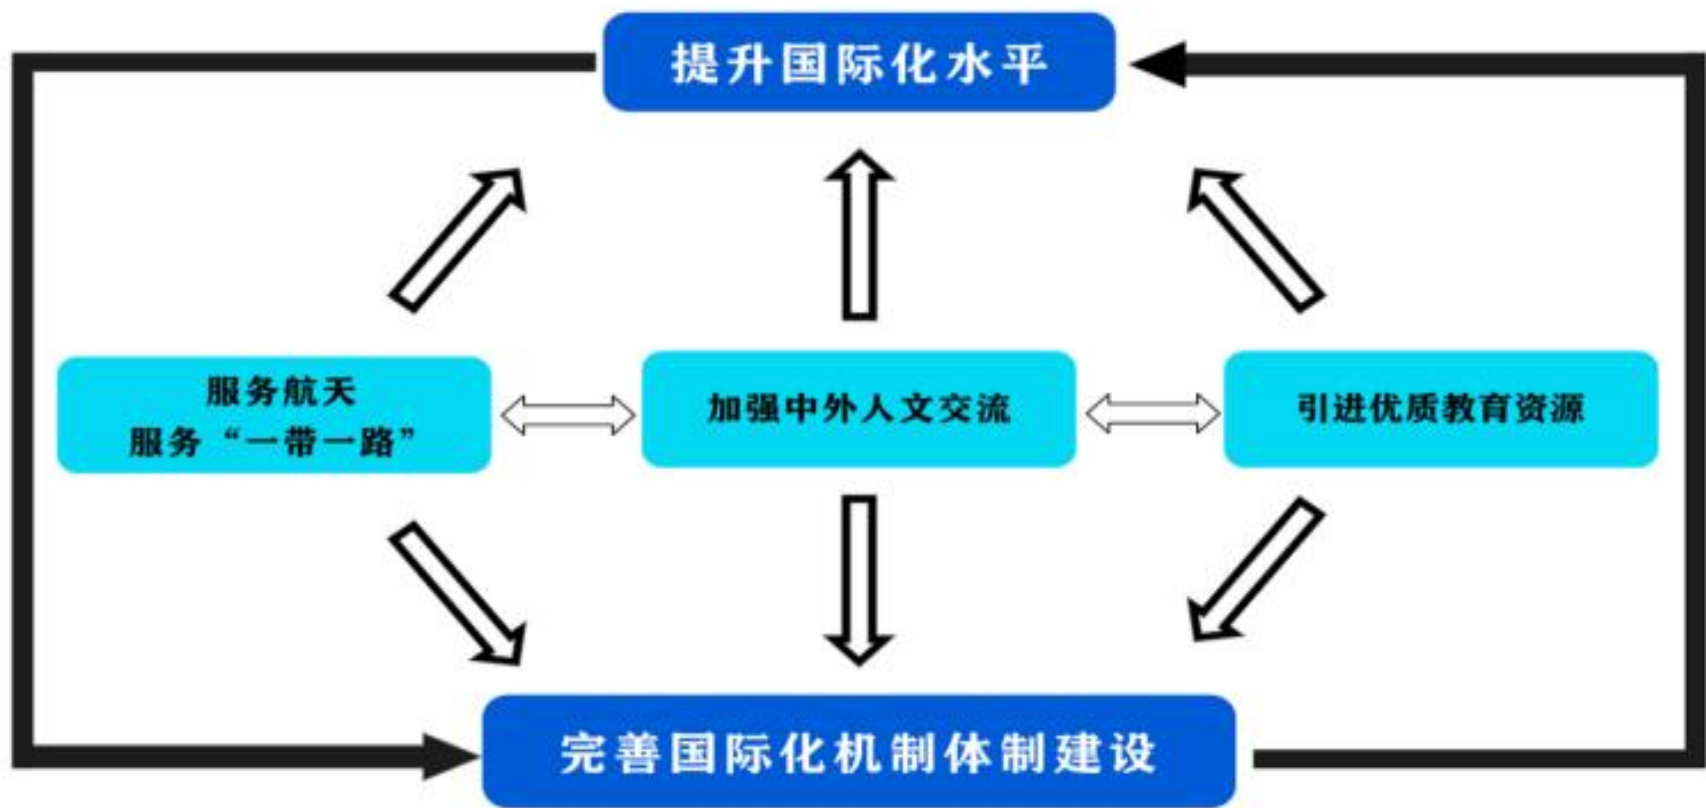 提升国际化水平
服务航天
服务“一带一路”
加强中外人文交流
引进优质教育资源
完善国际化机制体制建设